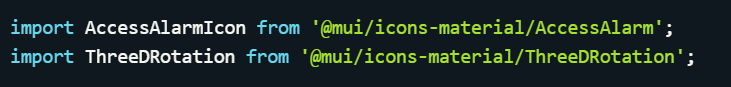 import AccessAlarmIcon from '@mui/icons-material/AccessAlarm';
import ThreeDRotation from '@mui/icons-material/ThreeDRotation';